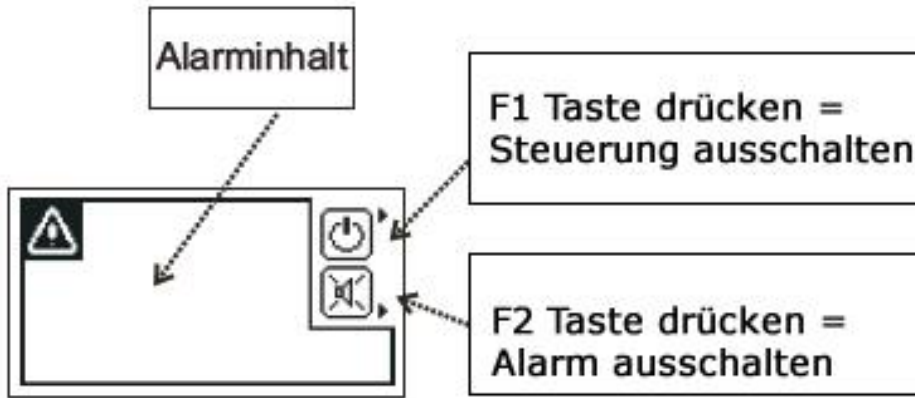 Alarminhalt
F1 Taste drücken =
Steuerung ausschalten
F2 Taste drücken =
Alarm ausschalten